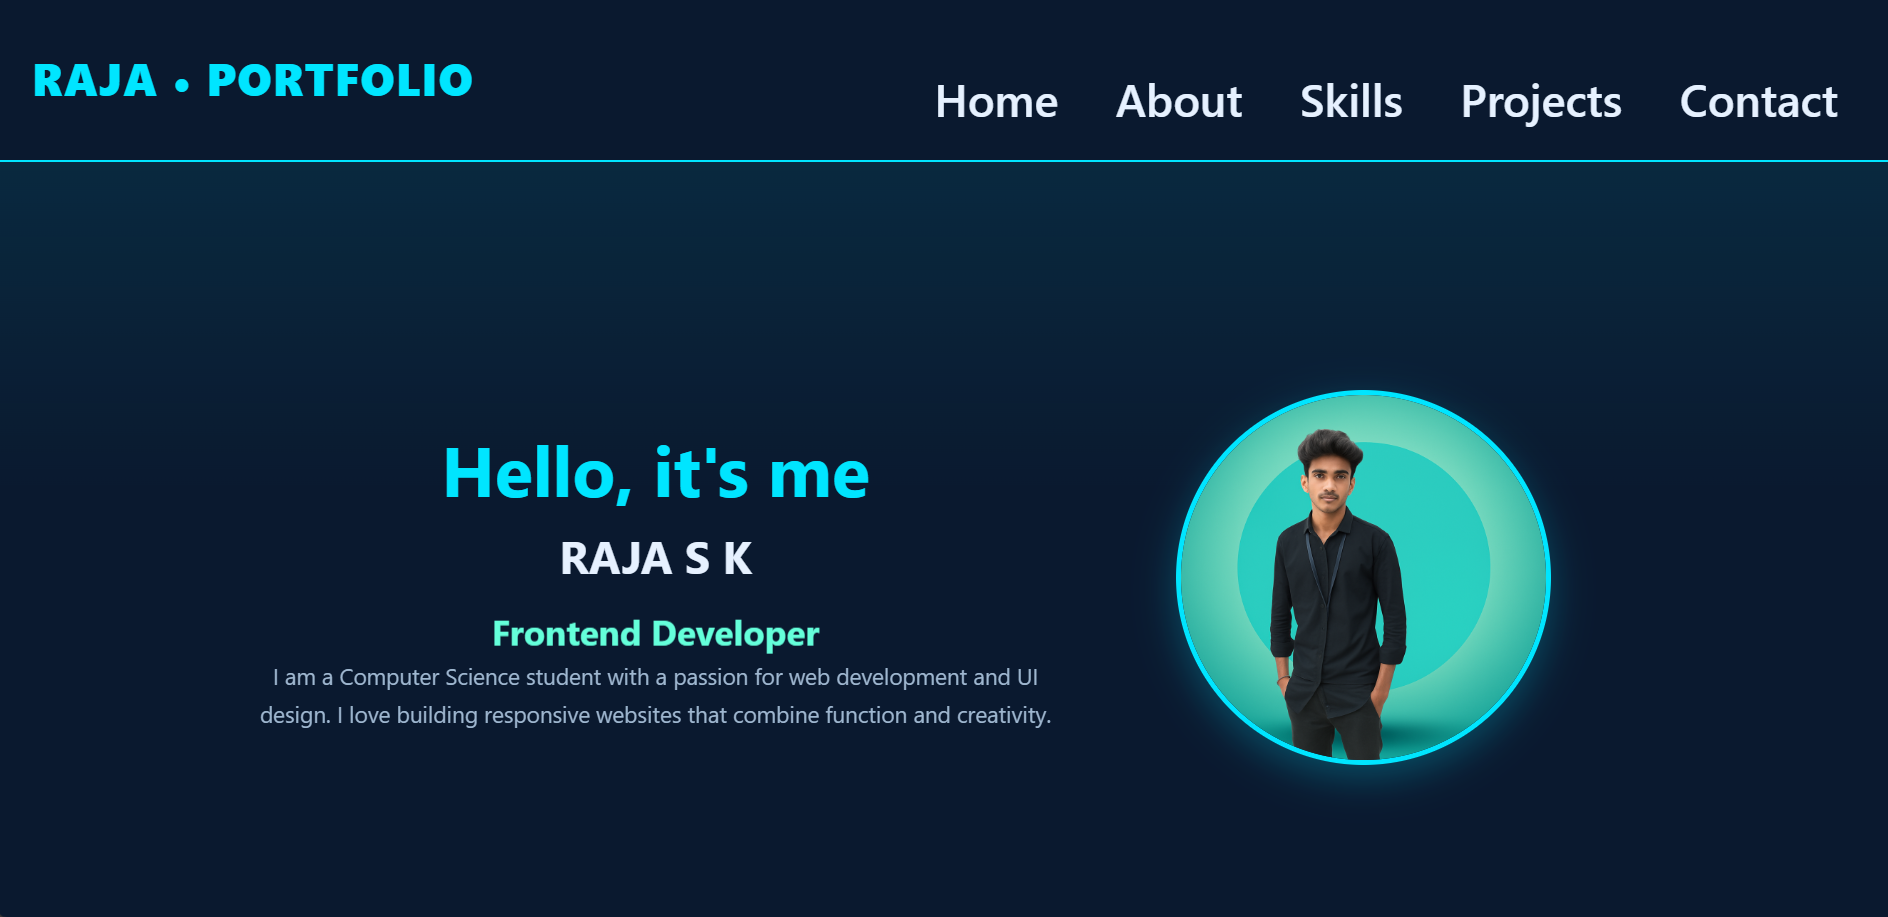 RAJA • PORTFOLIO
Home About Skills Projects Contact
Hello, it's me
RAJA S K
Frontend Developer
I am a Computer Science student with a passion for web development and UI
design. I love building responsive websites that combine function and creativity.